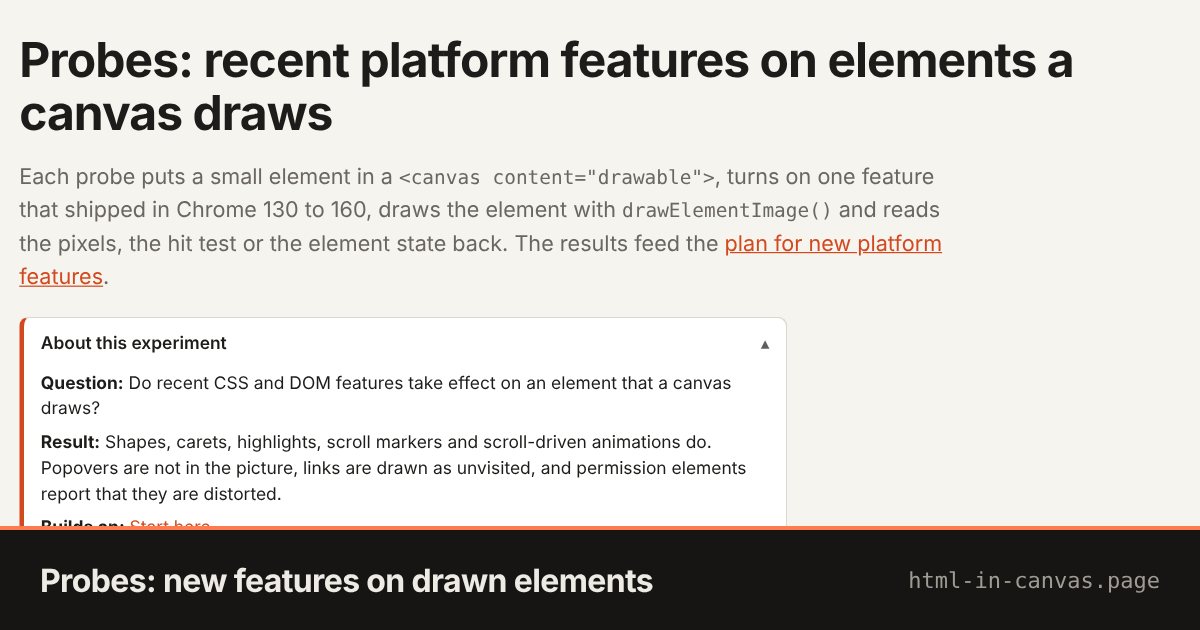 Probes: recent platform features on elements a
canvas draws
Each probe puts a small element in a <canvas content="drawable">, turns on one feature
that shipped in Chrome 130 to 160, draws the element with drawElementImage() and reads
the pixels, the hit test or the element state back. The results feed the plan for new platform
features.
About this experiment ▲
Question: Do recent CSS and DOM features take effect on an element that a canvas
draws?
Result: Shapes, carets, highlights, scroll markers and scroll-driven animations do.
Popovers are not in the picture, links are drawn as unvisited, and permission elements
report that they are distorted.
Builds on: Start here
Probes: new features on drawn elements
html-in-canvas.page